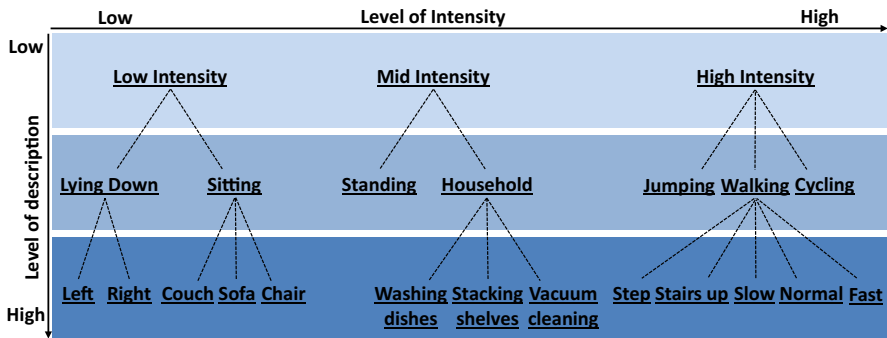 Low Level of Intensity High
Low
Low Intensity Mid Intensity High Intensity
Level of description
Lying Down Sitting Standing Household Jumping Walking Cycling
Left Right Couch Sofa Chair Washing Stacking Vacuum Step Stairs up Slow Normal Fast
High dishes shelves cleaning